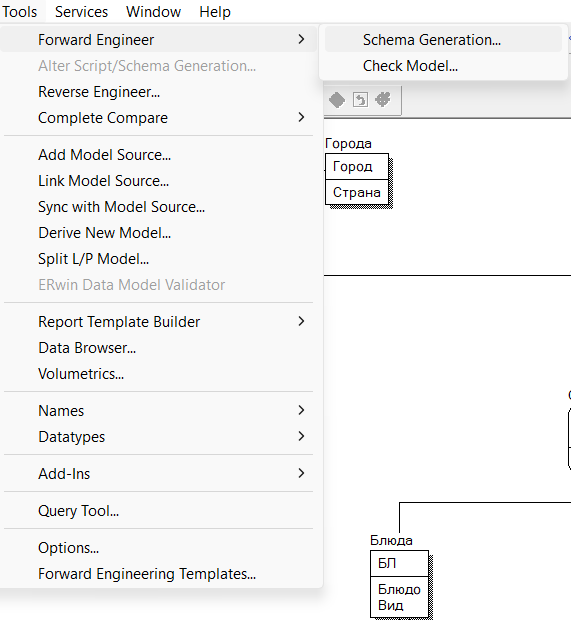 Tools Services Window Help
Forward Engineer
Schema Generation...
Alter Script/Schema Generation...
Check Model...
Reverse Engineer...
Complete Compare
Города
Add Model Source...
Город
Link Model Source...
Страна
Sync with Model Source...
Derive New Model...
Split L/P Model...
ERwin Data Model Validator
Report Template Builder
Data Browser...
Volumetrics...
Names
Datatypes
Add-Ins
Query Tool...
Блюда
Options...
БЛ
Forward Engineering Templates...
Блюдо
Вид